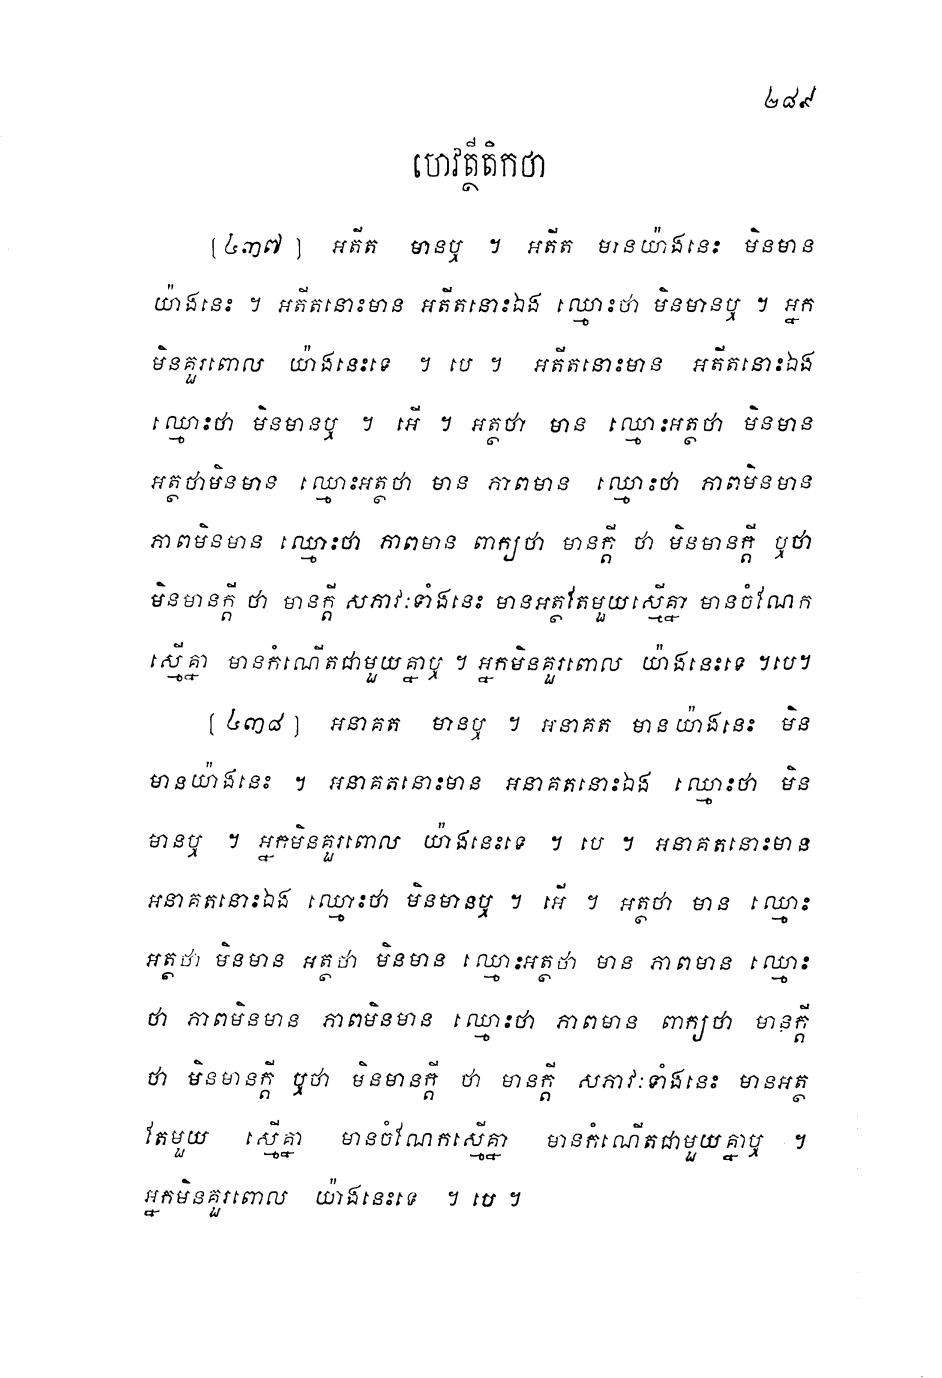 ២៨៩
ហេវត្ថីតិកថា
(៤៣៧) អតីត មានឬ ។ អតីត មានយ៉ាងនេះ មិនមាន
យ៉ាងនេះ ។ អតីតនោះមាន អតីតនោះឯង ឈ្មោះថា មិនមានឬ ។ អ្នក
មិនគួរពោល យ៉ាងនេះទេ ។ បេ ។ អតីតនោះមាន អតីតនោះឯង
ឈ្មោះថា មិនមានឬ ។ អើ ។ អត្ថថា មាន ឈ្មោះអត្ថថា មិនមាន
អត្ថថាមិនមាន ឈ្មោះអត្ថថា មាន ភាពមាន ឈ្មោះថា ភាពមិនមាន
ភាពមិនមាន ឈ្មោះថា ភាពមាន ពាក្យថា មានក្តី ថា មិនមានក្តី ឬថា
មិនមានក្តី ថា មានក្តី សភាវៈទាំងនេះ មានអត្ថតែមួយស្មើគ្នា មានចំណែក
ស្មើគ្នា មានកំណើតជាមួយគ្នាឬ ។ អ្នកមិនគួរពោល យ៉ាងនេះទេ ។បេ។
(៤៣៨) អនាគត មានឬ ។ អនាគត មានយ៉ាងនេះ មិន
មានយ៉ាងនេះ ។ អនាគតនោះមាន អនាគតនោះឯង ឈ្មោះថា មិន
មានឬ ។ អ្នកមិនគួរពោល យ៉ាងនេះទេ ។ បេ ។ អនាគតនោះមាន
អនាគតនោះឯង ឈ្មោះថា មិនមានឬ ។ អើ ។ អត្ថថា មាន ឈ្មោះ
អត្ថថា មិនមាន អត្ថថា មិនមាន ឈ្មោះអត្ថថា មាន ភាពមាន ឈ្មោះ
ថា ភាពមិនមាន ភាពមិនមាន ឈ្មោះថា ភាពមាន ពាក្យថា មានក្តី
ថា មិនមានក្តី ឬថា មិនមានក្តី ថា មានក្តី សភាវៈទាំងនេះ មានអត្ថ
តែមួយ ស្មើគ្នា មានចំណែកស្មើគ្នា មានកំណើតជាមួយគ្នាឬ ។
អ្នកមិនគួរពោល យ៉ាងនេះទេ ។ បេ ។